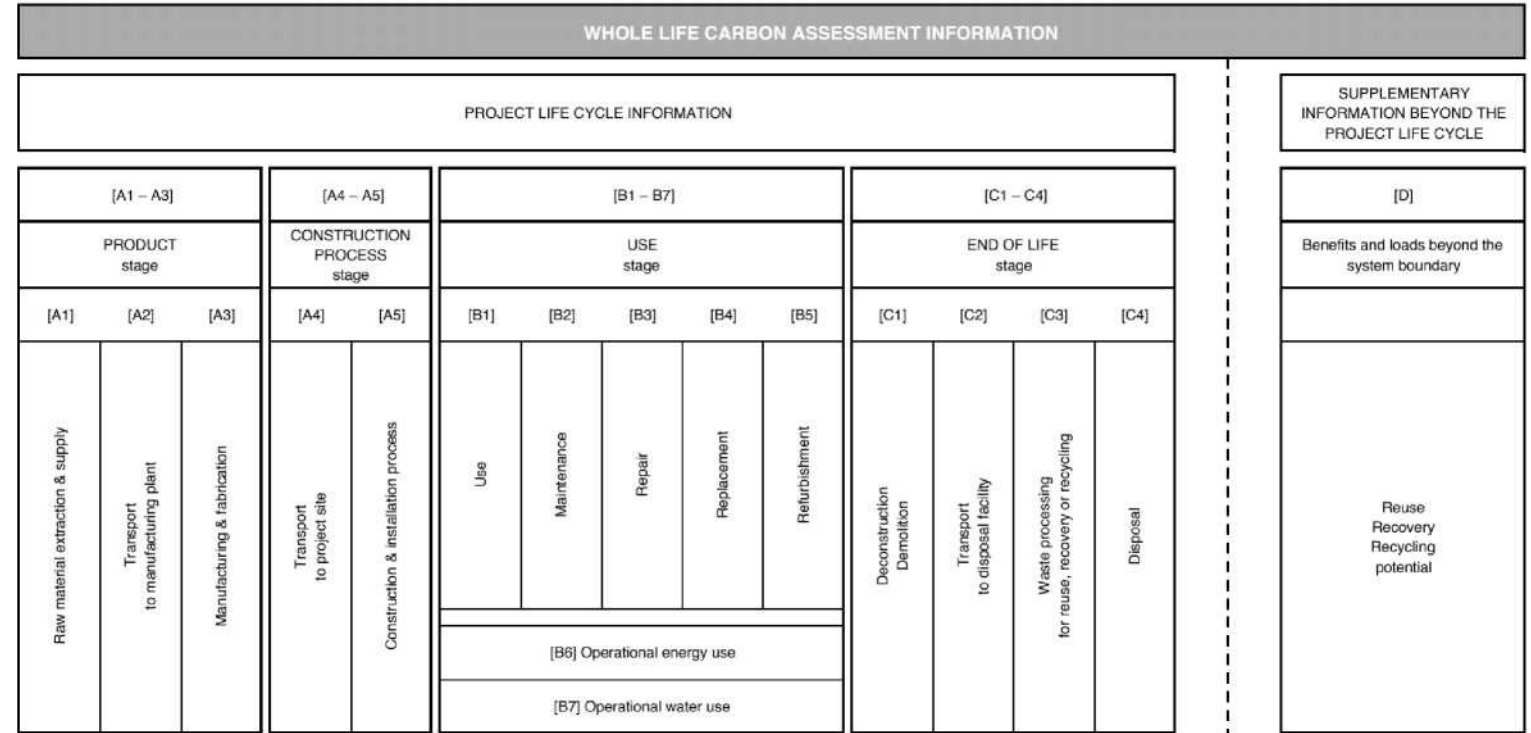 WHOLE LIFE CARBON ASSESSMENT INFORMATION
PROJECT LIFE CYCLE INFORMATION
SUPPLEMENTARY
INFORMATION BEYOND THE
PROJECT LIFE CYCLE
[A1 – A3]
[A4 – A5]
[B1 – B7]
[C1 – C4]
[D]
PRODUCT
stage
CONSTRUCTION
PROCESS
stage
USE
stage
END OF LIFE
stage
Benefits and loads beyond the
system boundary
[A1]
[A2]
[A3]
[A4]
[A5]
[B1]
[B2]
[B3]
[B4]
[B5]
[C1]
[C2]
[C3]
[C4]
Raw material extraction & supply
Transport
to manufacturing plant
Manufacturing & fabrication
Transport
to project site
Construction & installation process
Use
Maintenance
Repair
Replacement
Refurbishment
Deconstruction
Demolition
Transport
to disposal facility
Waste processing
for reuse, recovery or recycling
Disposal
Reuse
Recovery
Recycling
potential
[B6] Operational energy use
[B7] Operational water use